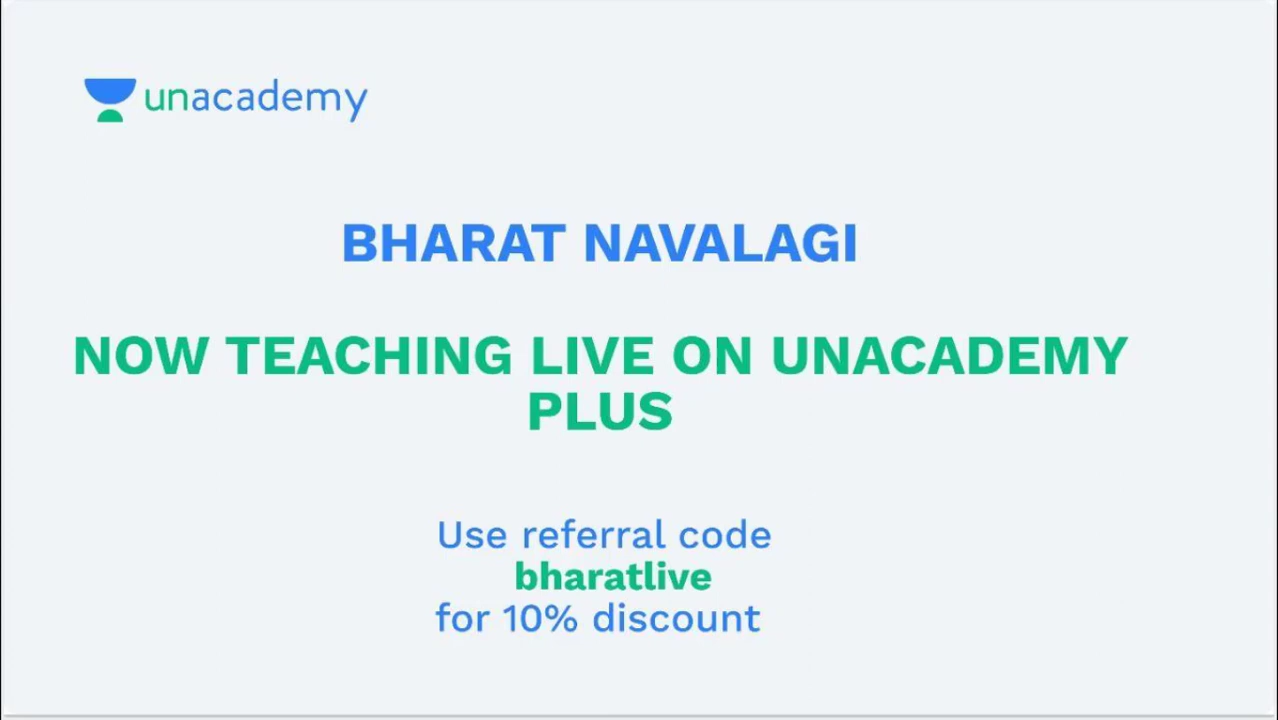 unacademy
BHARAT NAVALAGI
NOW TEACHING LIVE ON UNACADEMY
PLUS
Use referral code
bharatlive
for 10% discount